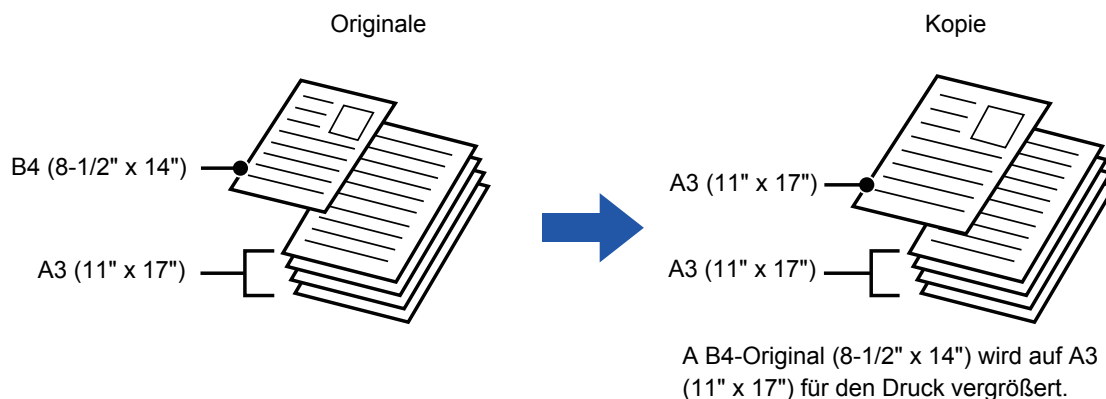 Originale
Kopie
B4 (8-1/2" x 14")
A3 (11" x 17")
A3 (11" x 17")
A3 (11" x 17")
A B4-Original (8-1/2" x 14") wird auf A3
(11" x 17") für den Druck vergrößert.